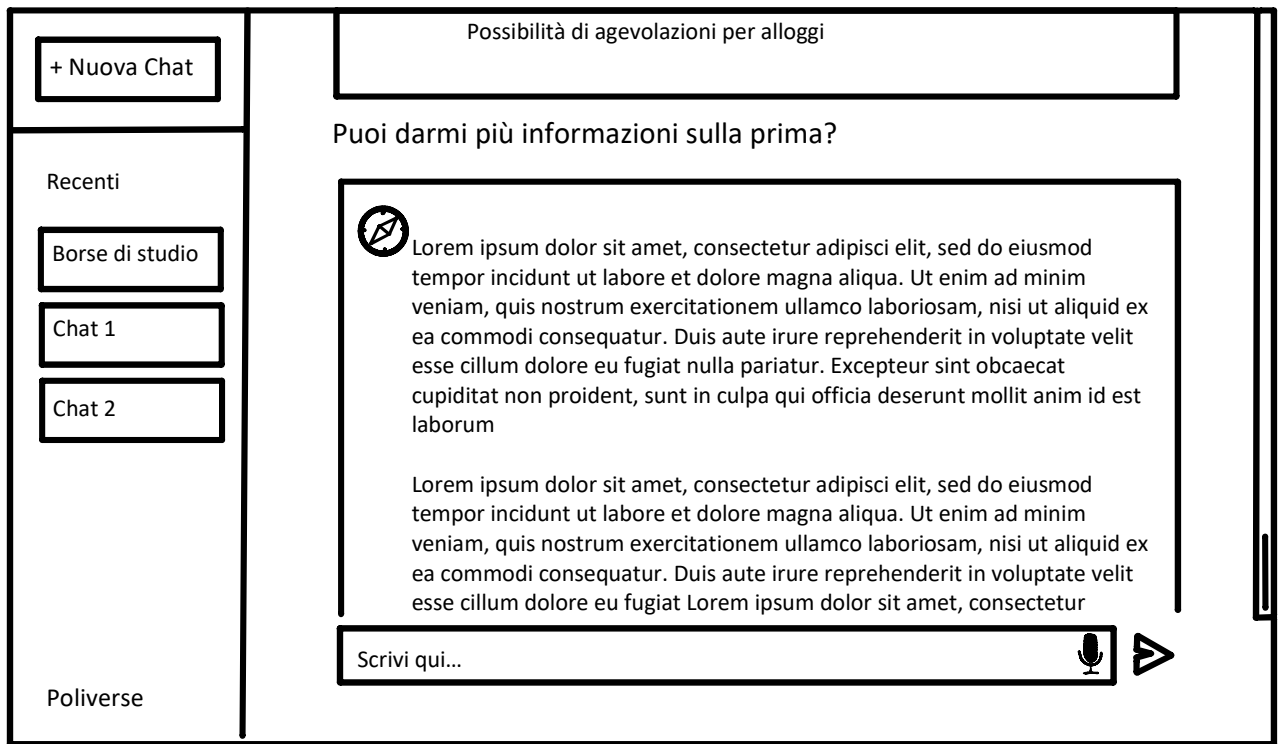 + Nuova Chat
Recenti
Borse di studio
Chat 1
Chat 2
Poliverse
Possibilità di agevolazioni per alloggi
Puoi darmi più informazioni sulla prima?
Lorem ipsum dolor sit amet, consectetur adipisci elit, sed do eiusmod
tempor incidunt ut labore et dolore magna aliqua. Ut enim ad minim
veniam, quis nostrum exercitationem ullamco laboriosam, nisi ut aliquid ex
ea commodi consequatur. Duis aute irure reprehenderit in voluptate velit
esse cillum dolore eu fugiat nulla pariatur. Excepteur sint obcaecat
cupiditat non proident, sunt in culpa qui officia deserunt mollit anim id est
laborum
Lorem ipsum dolor sit amet, consectetur adipisci elit, sed do eiusmod
tempor incidunt ut labore et dolore magna aliqua. Ut enim ad minim
veniam, quis nostrum exercitationem ullamco laboriosam, nisi ut aliquid ex
ea commodi consequatur. Duis aute irure reprehenderit in voluptate velit
esse cillum dolore eu fugiat Lorem ipsum dolor sit amet, consectetur
Scrivi qui…